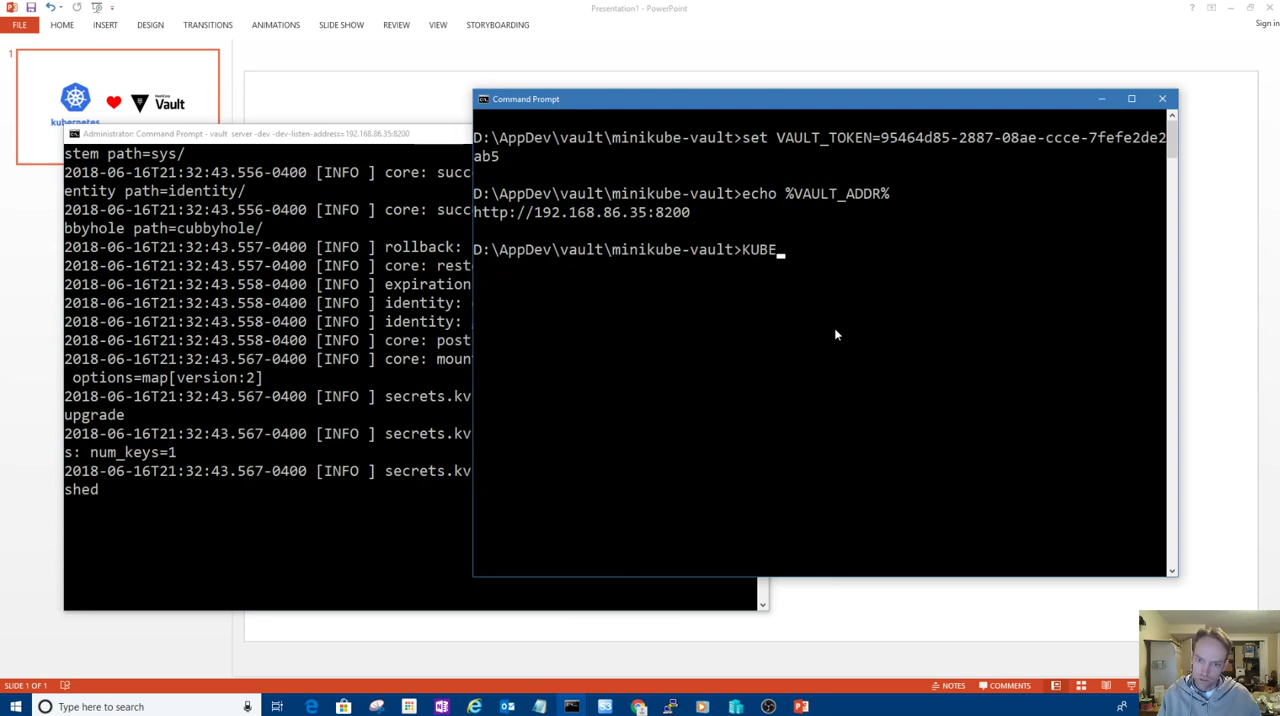 Presentation1 - PowerPoint
Sign in
FILE HOME INSERT DESIGN TRANSITIONS ANIMATIONS SLIDE SHOW REVIEW VIEW STORYBOARDING
1
kubernetes
Vault
Administrator: Command Prompt - vault server -dev -dev-listen-address=192.168.86.35:8200
stem path=sys/
2018-06-16T21:32:43.556-0400 [INFO ] core: succ
entity path=identity/
2018-06-16T21:32:43.556-0400 [INFO ] core: succ
bbyhole path=cubbyhole/
2018-06-16T21:32:43.557-0400 [INFO ] rollback:
2018-06-16T21:32:43.558-0400 [INFO ] core: rest
2018-06-16T21:32:43.558-0400 [INFO ] expiration
2018-06-16T21:32:43.558-0400 [INFO ] identity:
2018-06-16T21:32:43.558-0400 [INFO ] identity:
2018-06-16T21:32:43.558-0400 [INFO ] core: post
2018-06-16T21:32:43.567-0400 [INFO ] core: moun
options=map[version:2]
2018-06-16T21:32:43.567-0400 [INFO ] secrets.kv
upgrade
2018-06-16T21:32:43.567-0400 [INFO ] secrets.kv
s: num_keys=1
2018-06-16T21:32:43.567-0400 [INFO ] secrets.kv
shed
Command Prompt
D:\AppDev\vault\minikube-vault>set VAULT_TOKEN=95464d85-2887-08ae-ccce-7fefe2de2
ab5
D:\AppDev\vault\minikube-vault>echo %VAULT_ADDR%
http://192.168.86.35:8200
D:\AppDev\vault\minikube-vault>KUBE
SLIDE 1 OF 1
NOTES COMMENTS
Type here to search